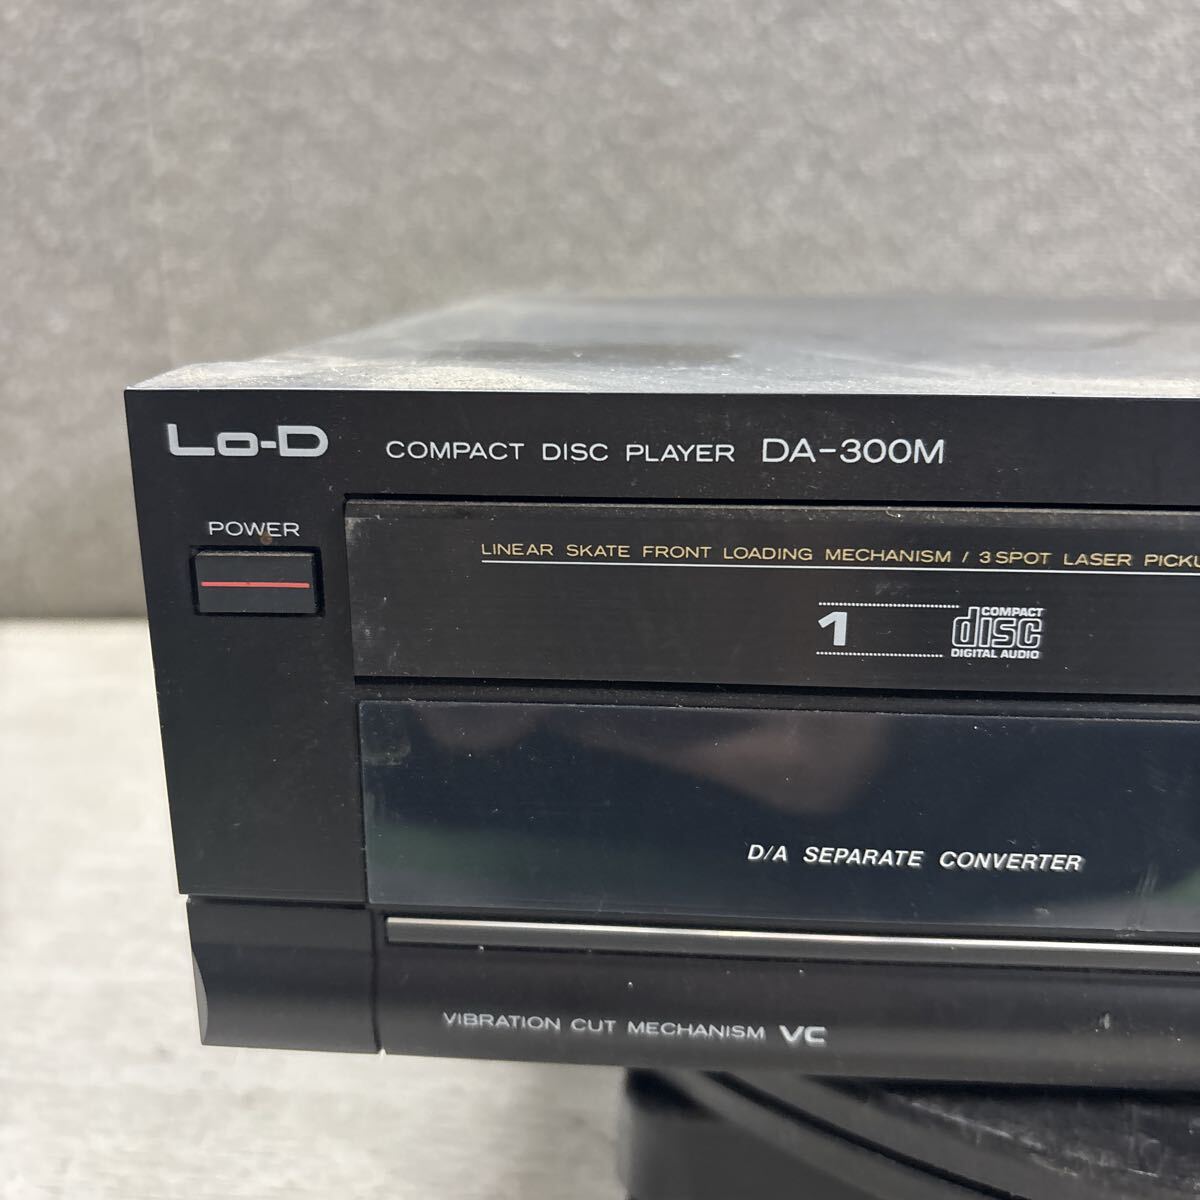 Lo-D COMPACT DISC PLAYER DA-300M
POWER
LINEAR SKATE FRONT LOADING MECHANISM / 3 SPOT LASER PICKU
1
COMPACT
disc
DIGITAL AUDIO
D/A SEPARATE CONVERTER
VIBRATION CUT MECHANISM VC